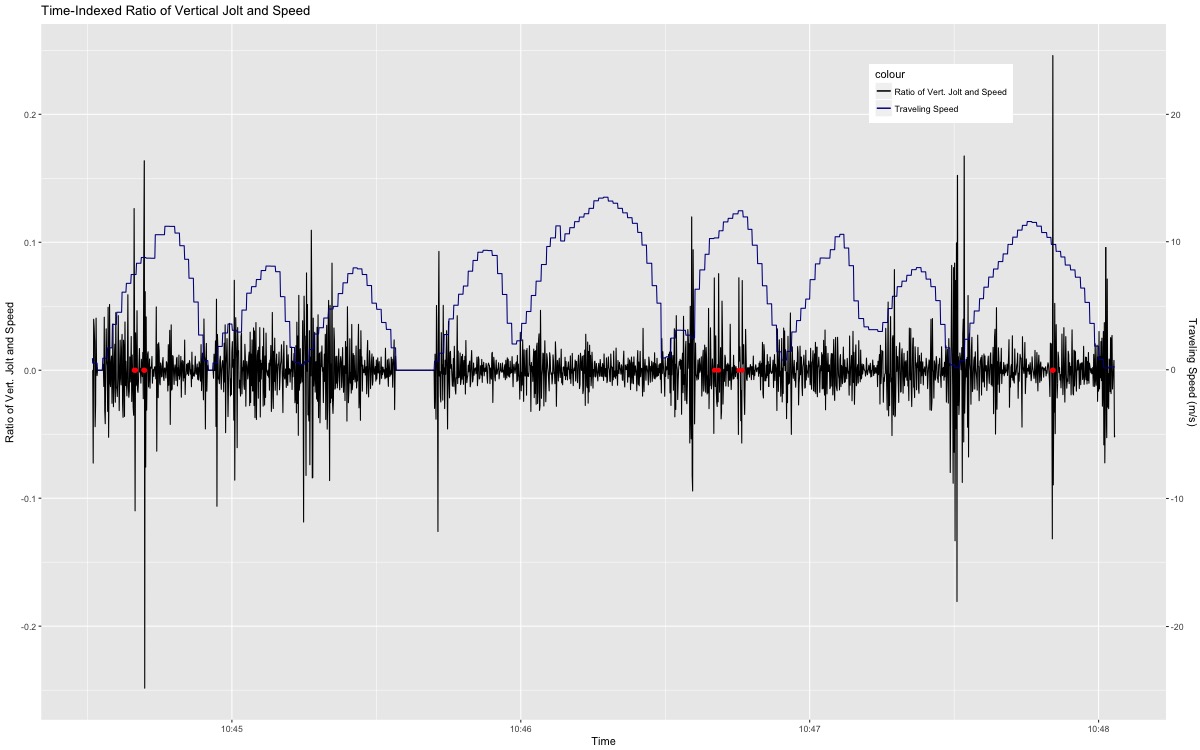 Time-Indexed Ratio of Vertical Jolt and Speed
colour
Ratio of Vert. Jolt and Speed
Traveling Speed
0.2
0.1
0.0
-0.1
-0.2
Ratio of Vert. Jolt and Speed
20
10
0
-10
-20
Traveling Speed (m/s)
10:45
10:46
10:47
10:48
Time